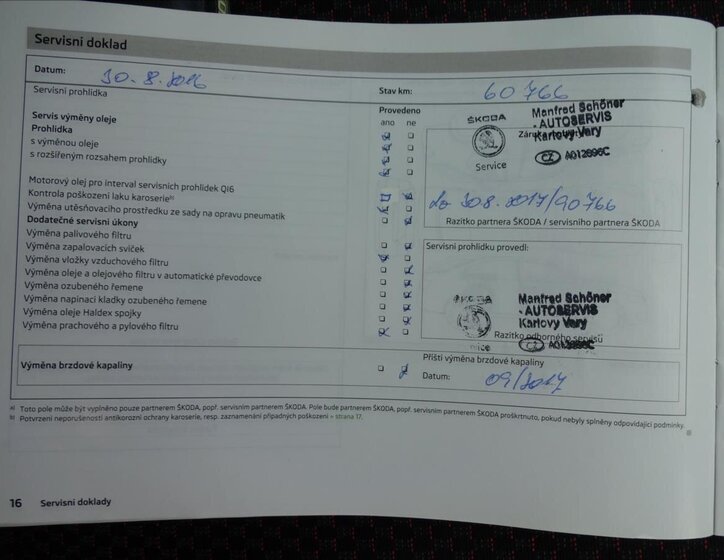 Servisní doklad
Datum: 30.8.2016
Stav km: 60 766
Servisní prohlídka
Provedeno
ano ne
Servis výměny oleje
Prohlídka
s výměnou oleje
s rozšířeným rozsahem prohlídky
Motorový olej pro interval servisních prohlídek QI6
Kontrola poškození laku karoserie b)
Výměna utěsňovacího prostředku ze sady na opravu pneumatik
Dodatečné servisní úkony
Výměna palivového filtru
Výměna zapalovacích svíček
Výměna vložky vzduchového filtru
Výměna oleje a olejového filtru v automatické převodovce
Výměna ozubeného řemene
Výměna napínací kladky ozubeného řemene
Výměna oleje Haldex spojky
Výměna prachového a pylového filtru
ŠKODA
Service
Manfred Schöner
- AUTOSERVIS
Karlovy Vary
CZ A012896C
do 30.8.2017/90766
Razítko partnera ŠKODA / servisního partnera ŠKODA
Servisní prohlídku provedl:
Manfred Schöner
- AUTOSERVIS
Karlovy Vary
Razítko odborného servisu
CZ A012896C
Výměna brzdové kapaliny
Příští výměna brzdové kapaliny
Datum: 09/2017
a) Toto pole může být vyplněno pouze partnerem ŠKODA, popř. servisním partnerem ŠKODA. Pole bude partnerem ŠKODA, popř. servisním partnerem ŠKODA proškrtnuto, pokud nebyly splněny odpovídající podmínky.
b) Potvrzení neporušenosti antikorozní ochrany karoserie, resp. zaznamenání případných poškození » strana 17.
16 Servisní doklady